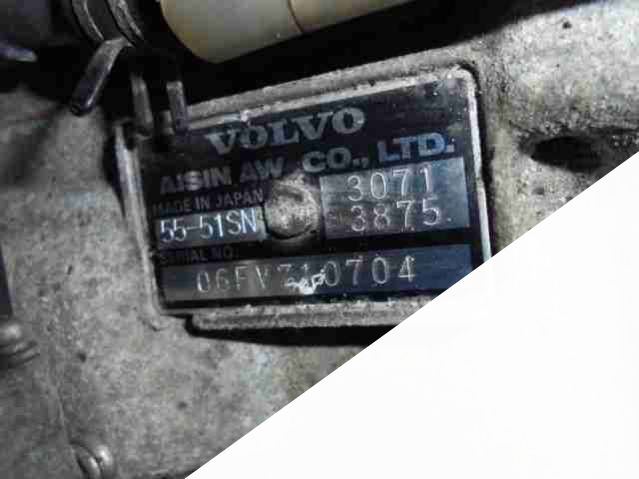 VOLVO
AISIN AW CO., LTD.
MADE IN JAPAN 3071
55-51SN 3875
SERIAL NO.